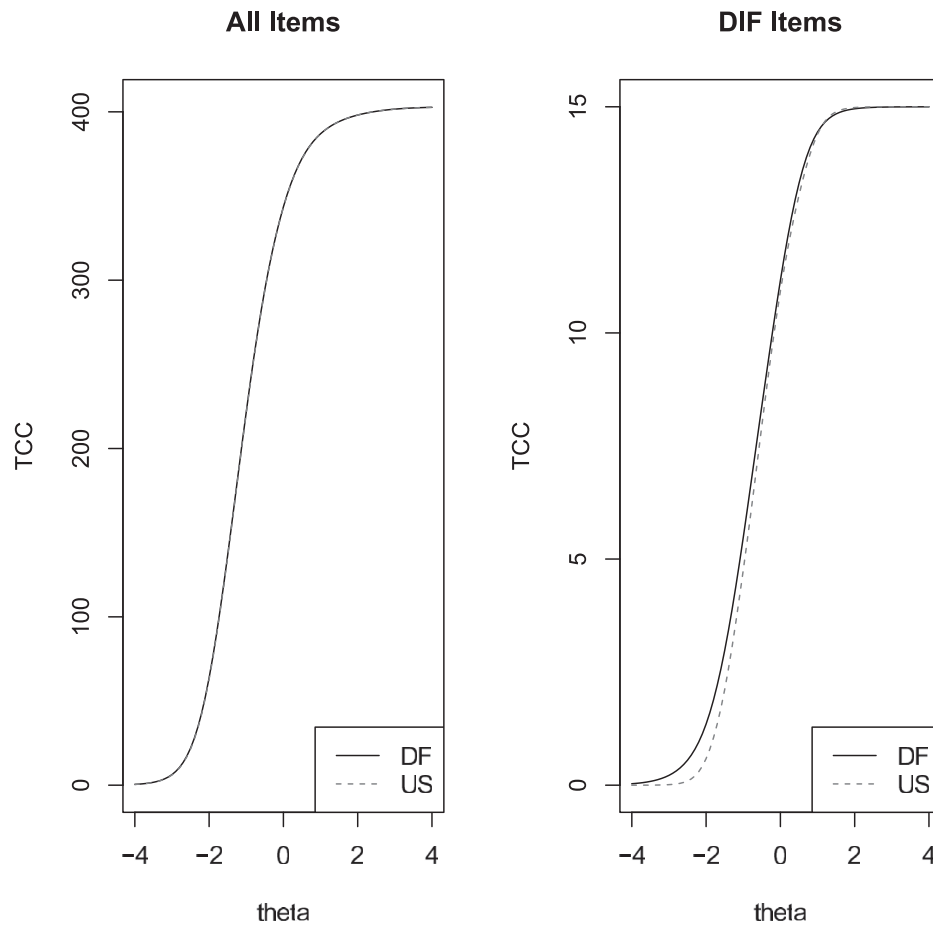 All Items
TCC
400
300
200
100
0
DF
US
−4 −2 0 2 4
theta
DIF Items
TCC
15
10
5
0
DF
US
−4 −2 0 2 4
theta